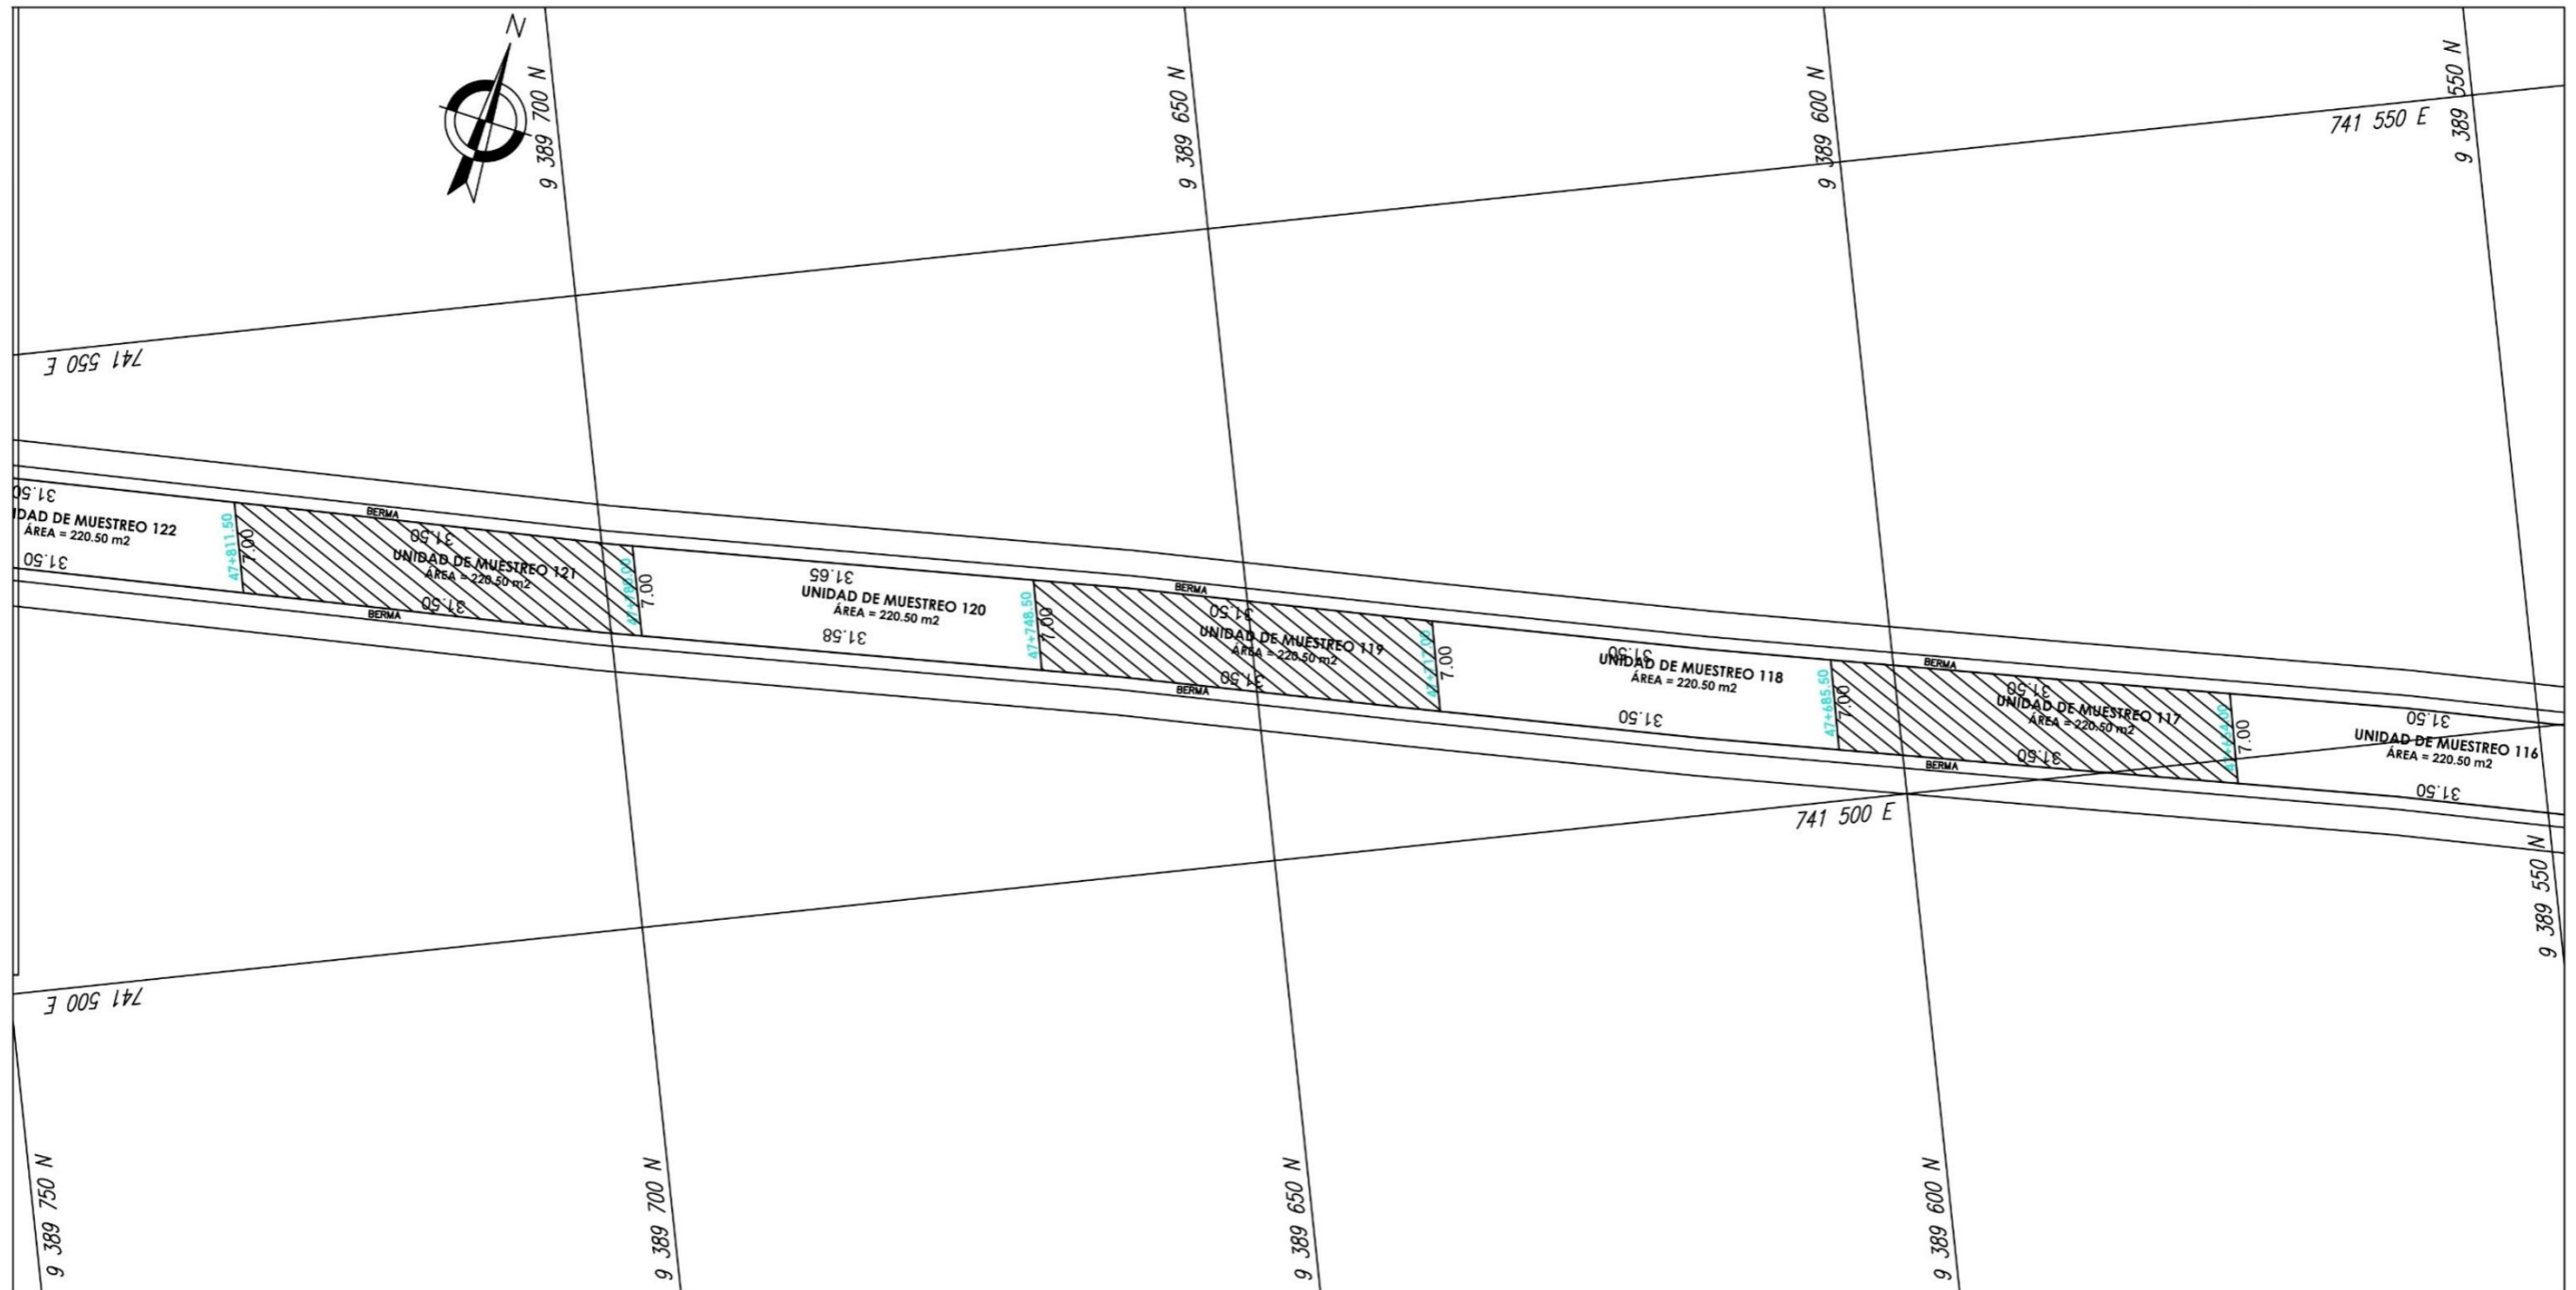 N
9 389 700 N
9 389 650 N
9 389 600 N
9 389 550 N
741 550 E
741 550 E
31.50
IDAD DE MUESTREO 122
ÁREA = 220.50 m2
31.50
47+811.50
7.00
BERMA
31.50
UNIDAD DE MUESTREO 121
ÁREA = 220.50 m2
31.50
BERMA
7.00
31.65
UNIDAD DE MUESTREO 120
ÁREA = 220.50 m2
31.58
47+748.50
7.00
BERMA
31.50
UNIDAD DE MUESTREO 119
ÁREA = 220.50 m2
31.50
BERMA
7.00
31.50
UNIDAD DE MUESTREO 118
ÁREA = 220.50 m2
31.50
47+685.50
7.00
BERMA
31.50
UNIDAD DE MUESTREO 117
ÁREA = 220.50 m2
31.50
BERMA
7.00
31.50
UNIDAD DE MUESTREO 116
ÁREA = 220.50 m2
31.50
741 500 E
741 500 E
9 389 550 N
9 389 750 N
9 389 700 N
9 389 650 N
9 389 600 N